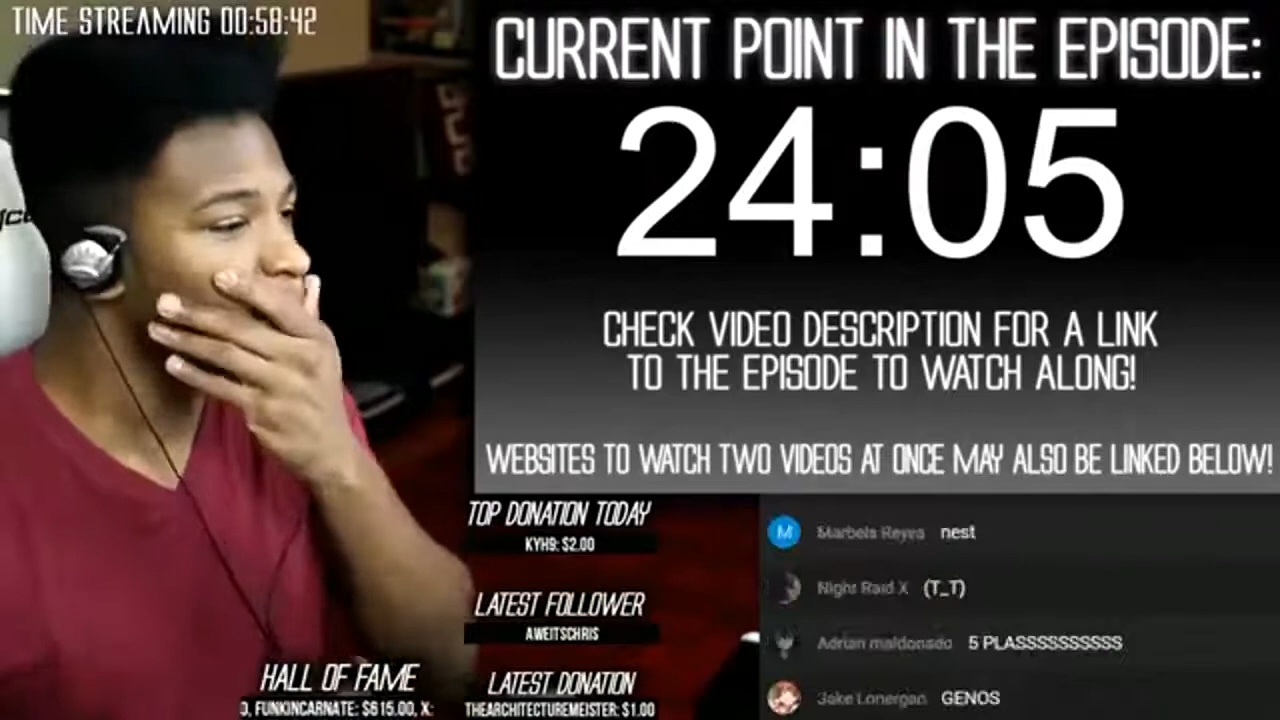 TIME STREAMING 00:58:42
CURRENT POINT IN THE EPISODE:
24:05
CHECK VIDEO DESCRIPTION FOR A LINK
TO THE EPISODE TO WATCH ALONG!
WEBSITES TO WATCH TWO VIDEOS AT ONCE MAY ALSO BE LINKED BELOW!
TOP DONATION TODAY
KYH9: $2.00
LATEST FOLLOWER
AWEITSCHRIS
LATEST DONATION
THEARCHITECTUREMEISTER: $1.00
HALL OF FAME
FUNKINCARNATE: $615.00, X:
M Marbels Reyes nest
Night Raid X (T_T)
Adrian maldonado 5 PLASSSSSSSSSS
Jake Lonergan GENOS